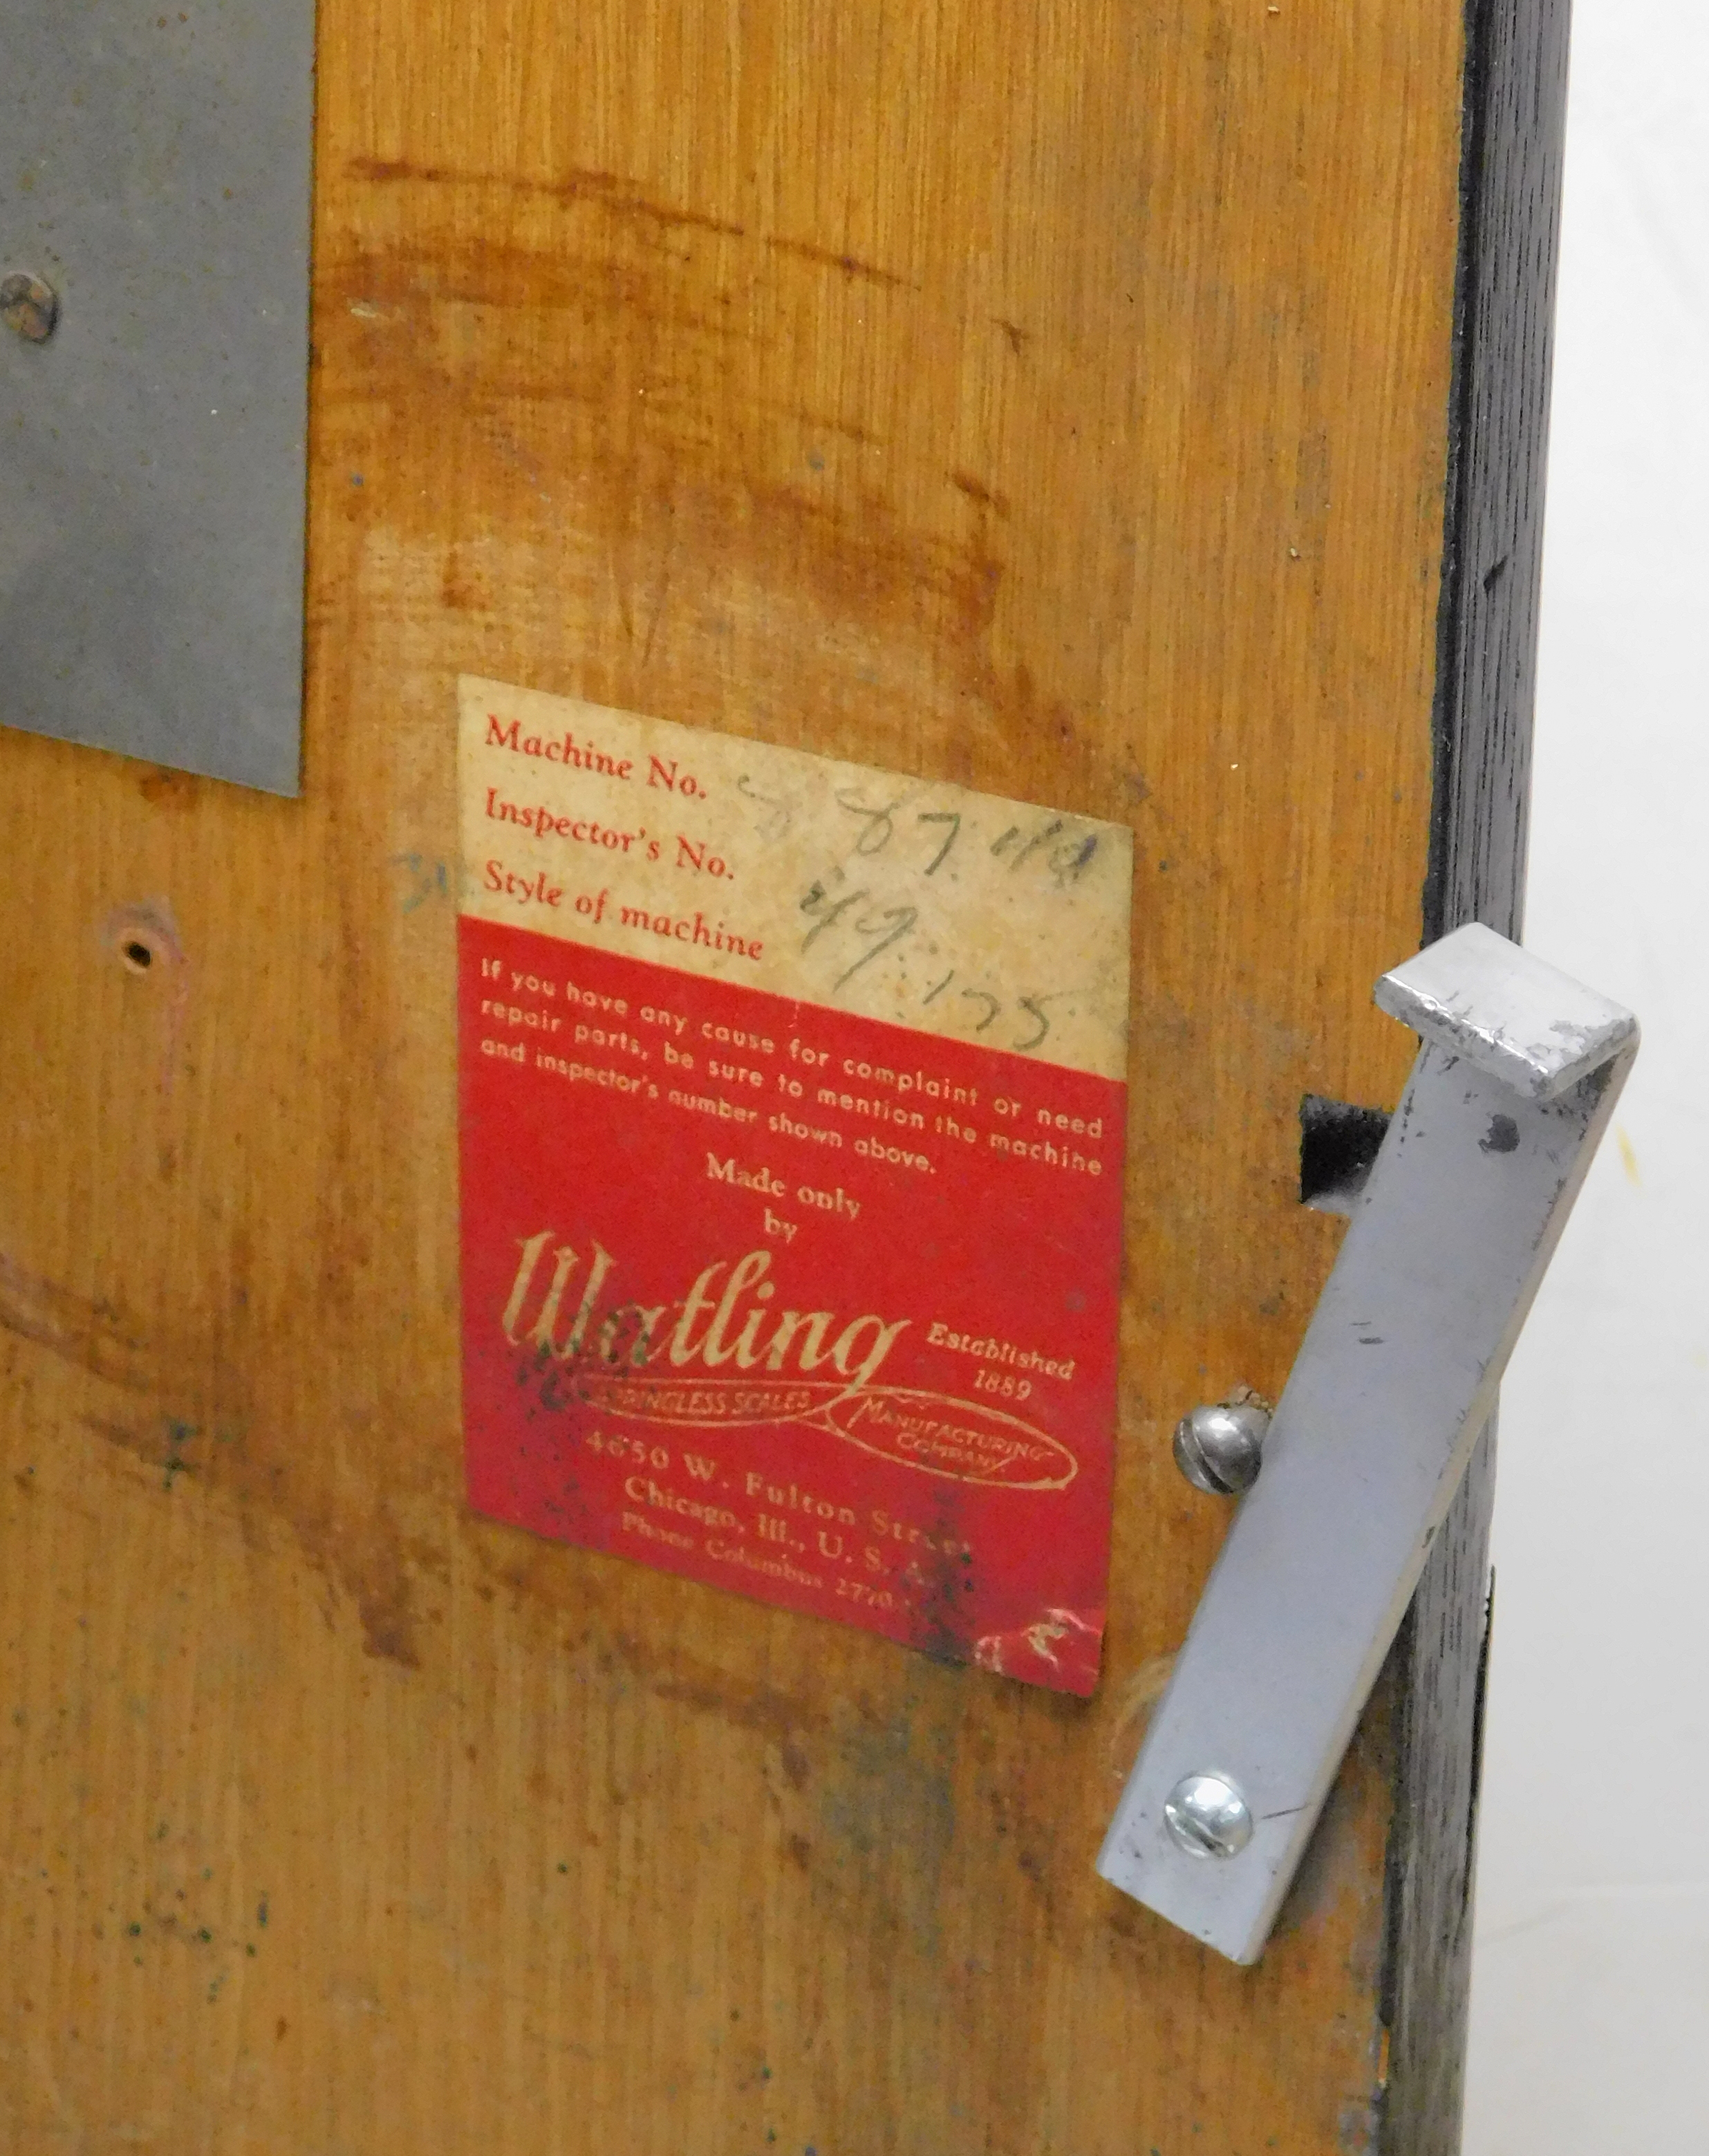 Machine No.
Inspector's No.
Style of machine
If you have any cause for complaint or need
repair parts, be sure to mention the machine
and inspector's number shown above.
Made only
by
Watling
Established
1889
SPRINGLESS SCALES
MANUFACTURING
COMPANY
4650 W. Fulton Street
Chicago, Ill., U. S. A.
Phone Columbus 2770